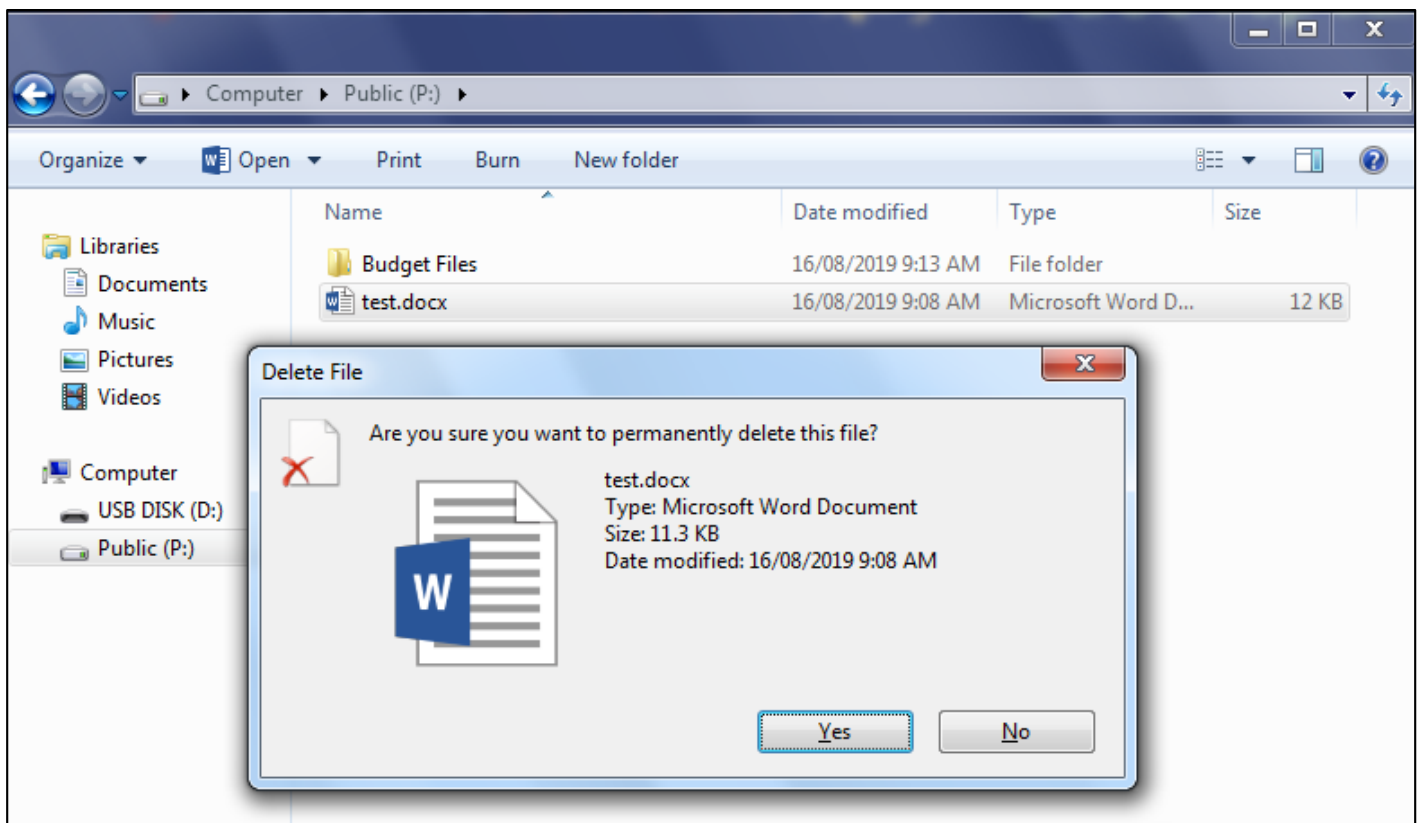 Computer Public (P:)
Organize Open Print Burn New folder
Name Date modified Type Size
Libraries
Documents
Music
Pictures
Videos
Computer
USB DISK (D:)
Public (P:)
Budget Files 16/08/2019 9:13 AM File folder
test.docx 16/08/2019 9:08 AM Microsoft Word D... 12 KB
Delete File
Are you sure you want to permanently delete this file?
W
test.docx
Type: Microsoft Word Document
Size: 11.3 KB
Date modified: 16/08/2019 9:08 AM
Yes No